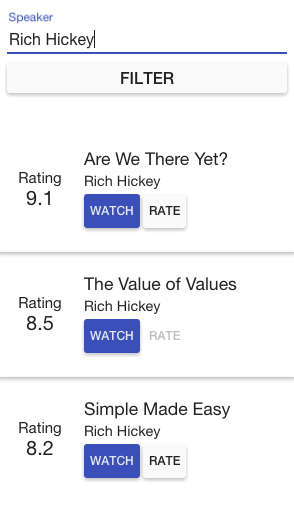 Speaker
Rich Hickey
FILTER
Are We There Yet?
Rating
Rich Hickey
9.1
WATCH RATE
The Value of Values
Rating
Rich Hickey
8.5
WATCH RATE
Simple Made Easy
Rating
Rich Hickey
8.2
WATCH RATE